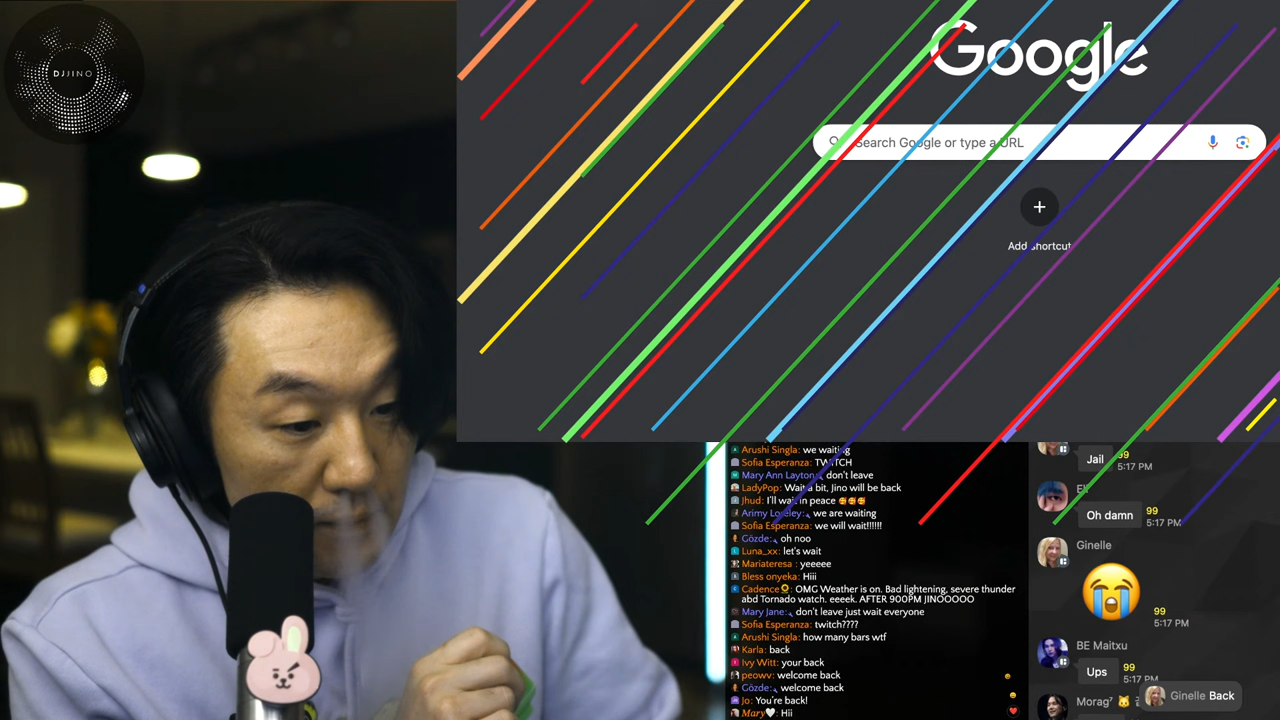 DJJINO
Google
Search Google or type a URL
Add shortcut
Arushi Singla: we waiting
Sofia Esperanza: TWITCH
Mary Ann Layton: don't leave
LadyPop: Wait a bit, Jino will be back
Jhud: I'll wait in peace 🥰🥰🥰
Arimy Loveley: we are waiting
Sofia Esperanza: we will wait!!!!!!
Gözde: oh noo
Luna_xx: let's wait
Mariateresa : yeeeee
Bless onyeka: Hiii
Cadence🌻: OMG Weather is on. Bad lightening, severe thunder
abd Tornado watch. eeeek. AFTER 900PM JINOOOOO
Mary Jane: don't leave just wait everyone
Sofia Esperanza: twitch????
Arushi Singla: how many bars wtf
Karla: back
Ivy Witt: your back
peowv: welcome back
Gözde: welcome back
Jo: You're back!
Mary🤍: Hii
Jail
99
5:17 PM
Oh damn
99
5:17 PM
Ginelle
😭
99
5:17 PM
BE Maitxu
Ups
99
5:17 PM
Morag⁷ 🐱
Ginelle Back